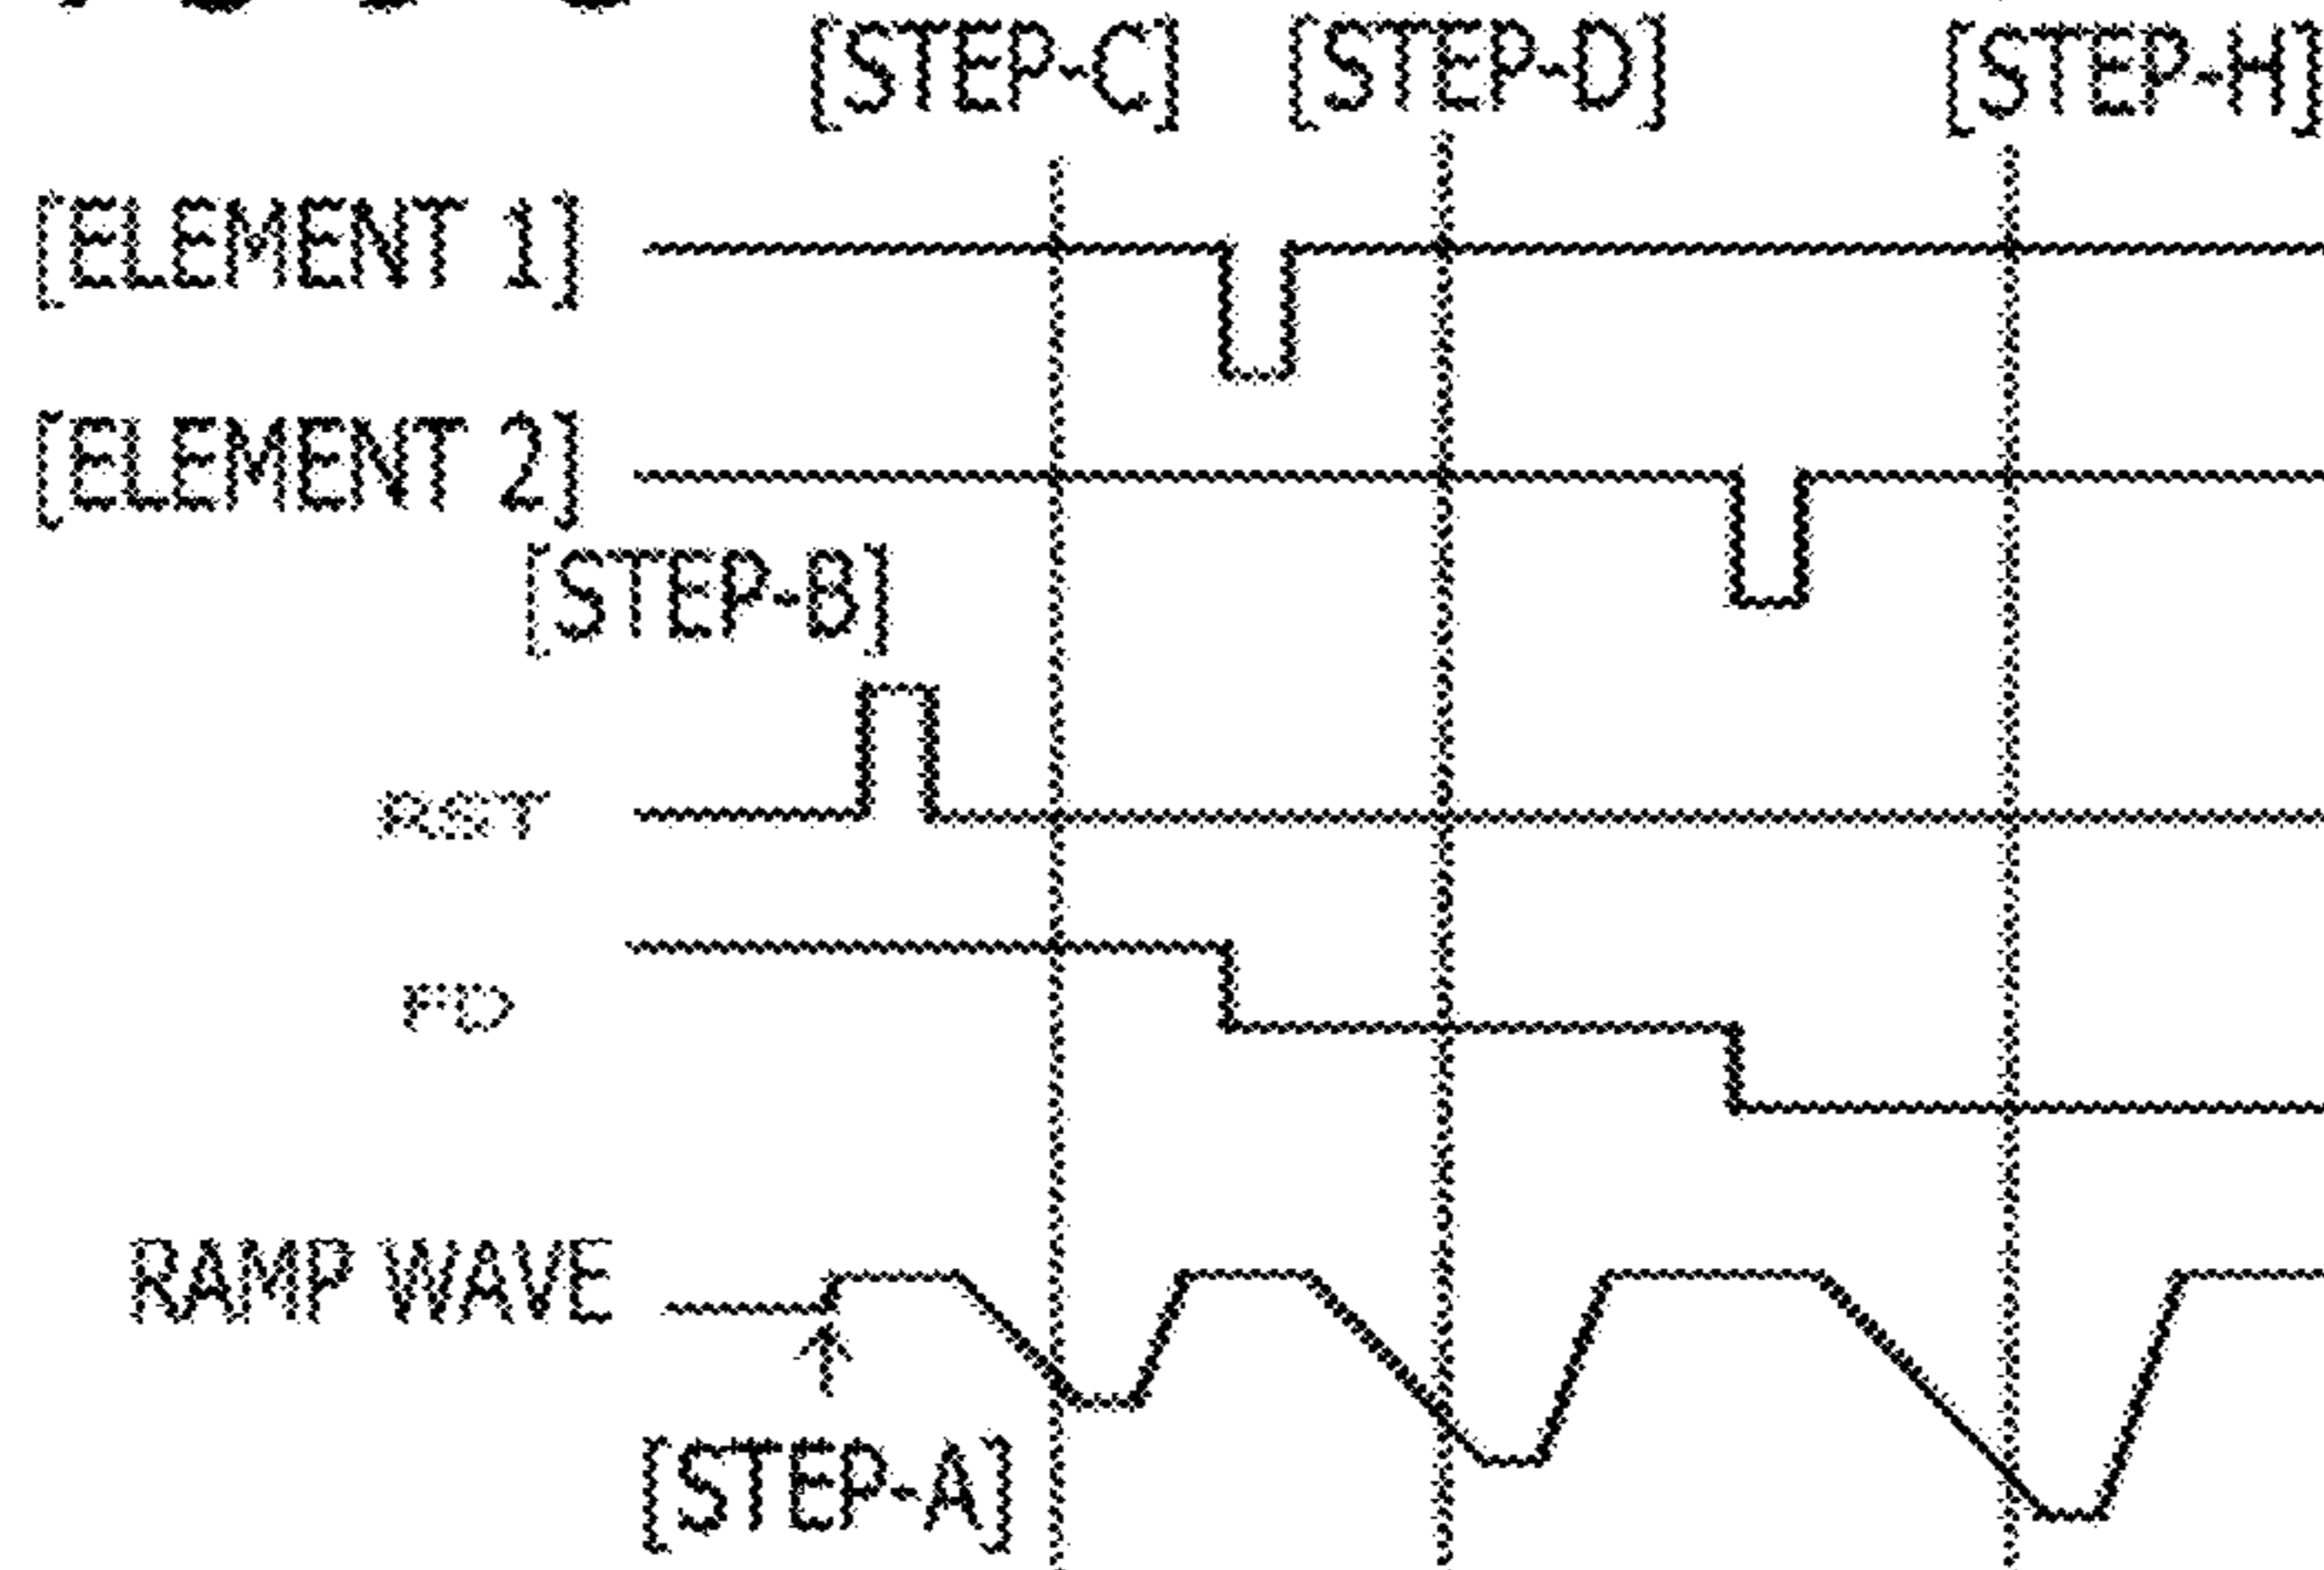 [STEP-C] [STEP-D] [STEP-H]
[ELEMENT 1]
[ELEMENT 2]
[STEP-B]
RST
FD
RAMP WAVE
[STEP-A]